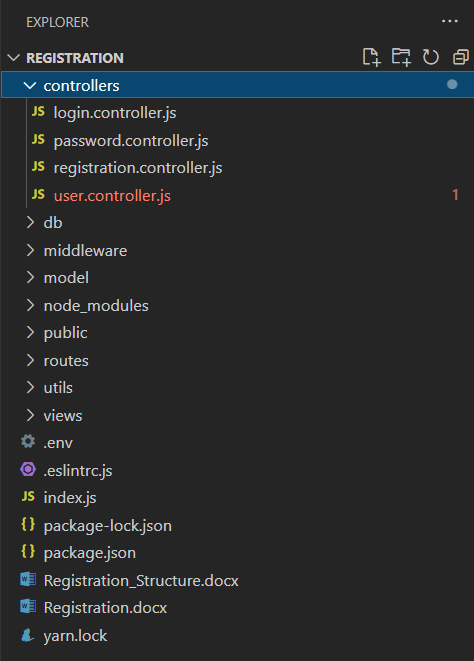 EXPLORER
REGISTRATION
controllers
JS login.controller.js
JS password.controller.js
JS registration.controller.js
JS user.controller.js 1
db
middleware
model
node_modules
public
routes
utils
views
.env
.eslintrc.js
JS index.js
{ } package-lock.json
{ } package.json
Registration_Structure.docx
Registration.docx
yarn.lock